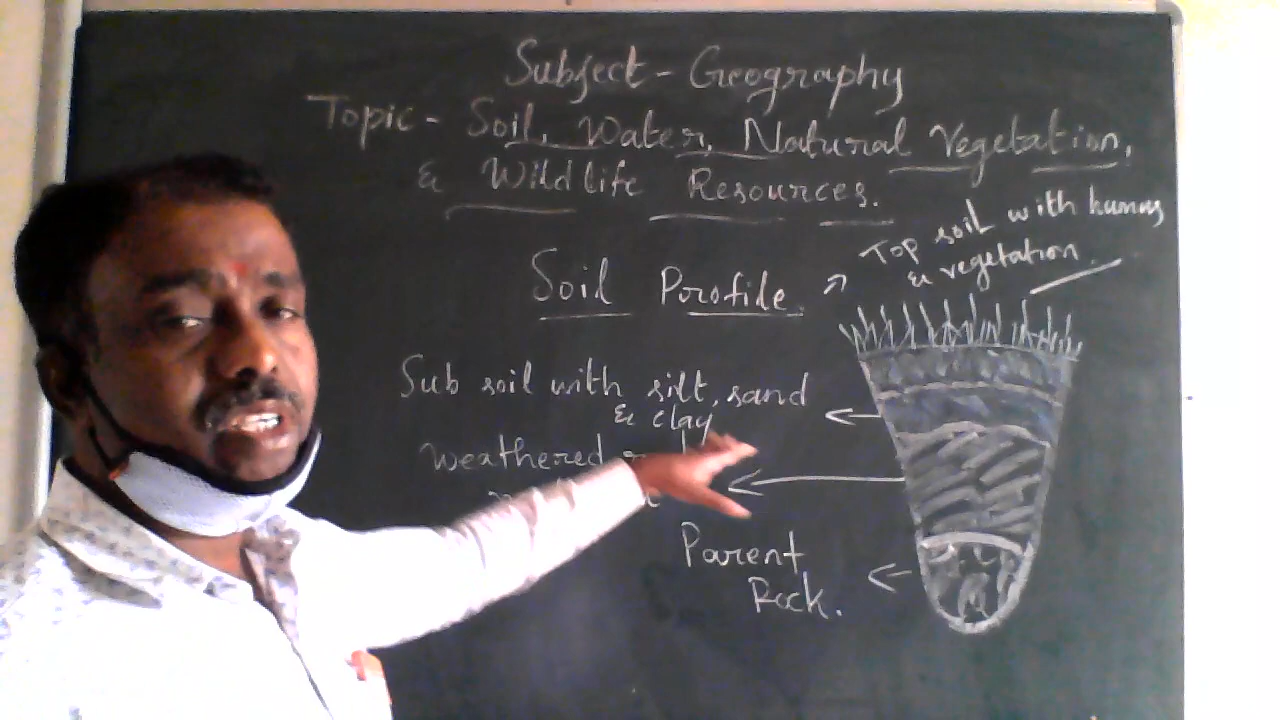 Subject - Geography
Topic - Soil, Water, Natural Vegetation,
& Wildlife Resources.
Top soil with humus
& vegetation.
Soil Profile.
Sub soil with silt, sand
& clay
Weathered
Parent
Rock.